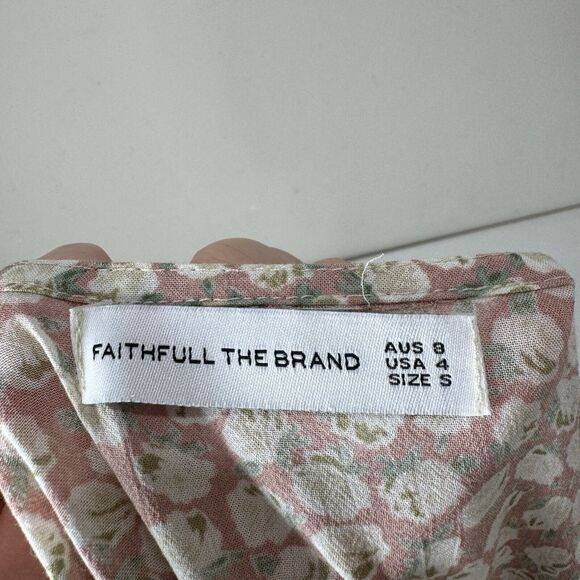 FAITHFULL THE BRAND
AUS 8
USA 4
SIZE S